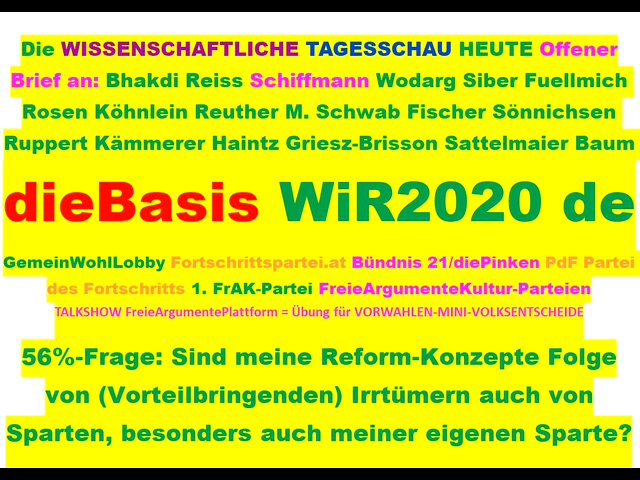 Die WISSENSCHAFTLICHE TAGESSCHAU HEUTE Offener
Brief an: Bhakdi Reiss Schiffmann Wodarg Siber Fuellmich
Rosen Köhnlein Reuther M. Schwab Fischer Sönnichsen
Ruppert Kämmerer Haintz Griesz-Brisson Sattelmaier Baum
dieBasis WiR2020 de
GemeinWohlLobby Fortschrittspartei.at Bündnis 21/diePinken PdF Partei
des Fortschritts 1. FrAK-Partei FreieArgumenteKultur-Parteien
TALKSHOW FreieArgumentePlattform = Übung für VORWAHLEN-MINI-VOLKSENTSCHEIDE
56%-Frage: Sind meine Reform-Konzepte Folge
von (Vorteilbringenden) Irrtümern auch von
Sparten, besonders auch meiner eigenen Sparte?